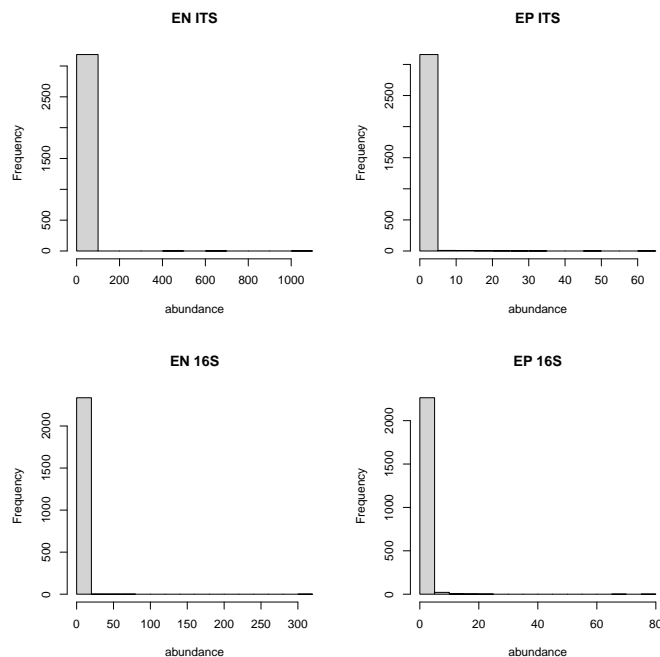 EN ITS
Frequency
0 500 1500 2500
0 200 400 600 800 1000
abundance
EP ITS
Frequency
0 500 1500 2500
0 10 20 30 40 50 60
abundance
EN 16S
Frequency
0 500 1000 1500 2000
0 50 100 150 200 250 300
abundance
EP 16S
Frequency
0 500 1000 1500 2000
0 20 40 60 80
abundance